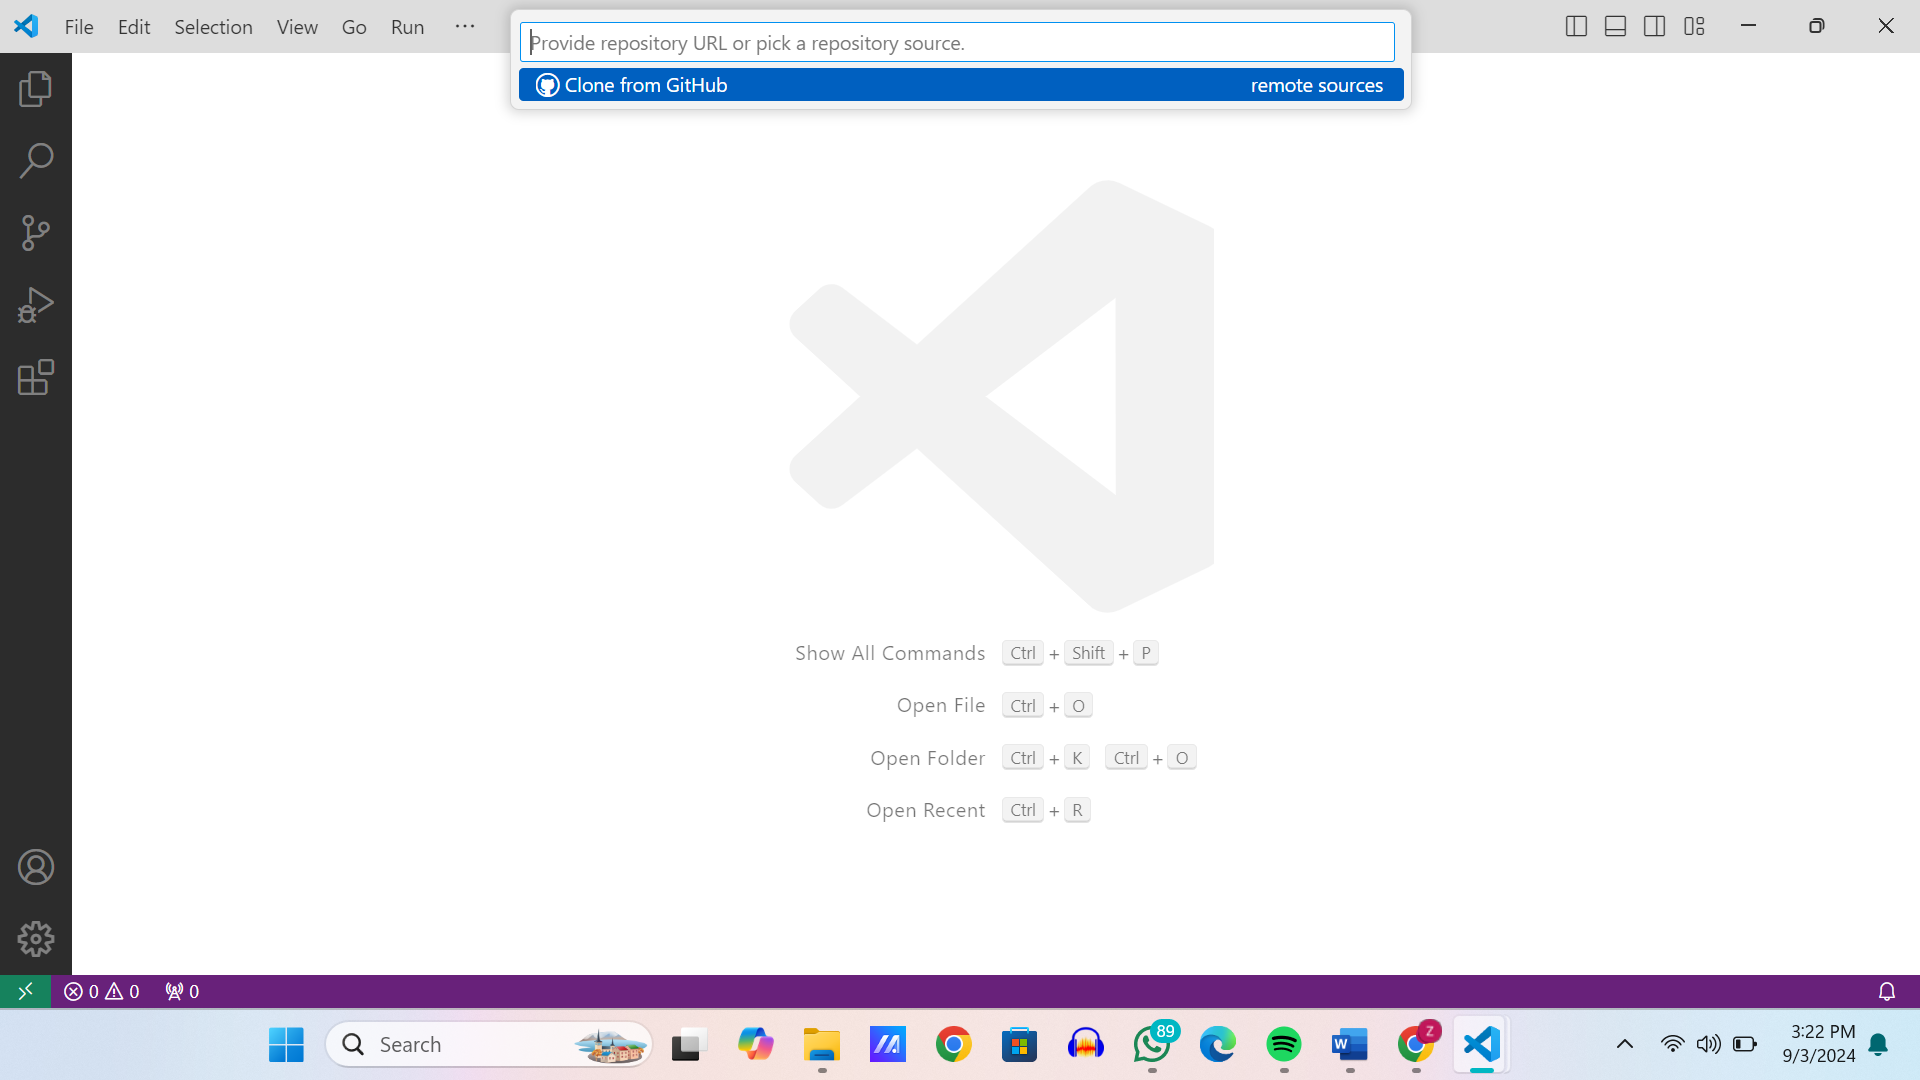 File Edit Selection View Go Run ···
Provide repository URL or pick a repository source.
Clone from GitHub remote sources
Show All Commands Ctrl + Shift + P
Open File Ctrl + O
Open Folder Ctrl + K Ctrl + O
Open Recent Ctrl + R
0 0 0
Search
89
Z
W
3:22 PM
9/3/2024